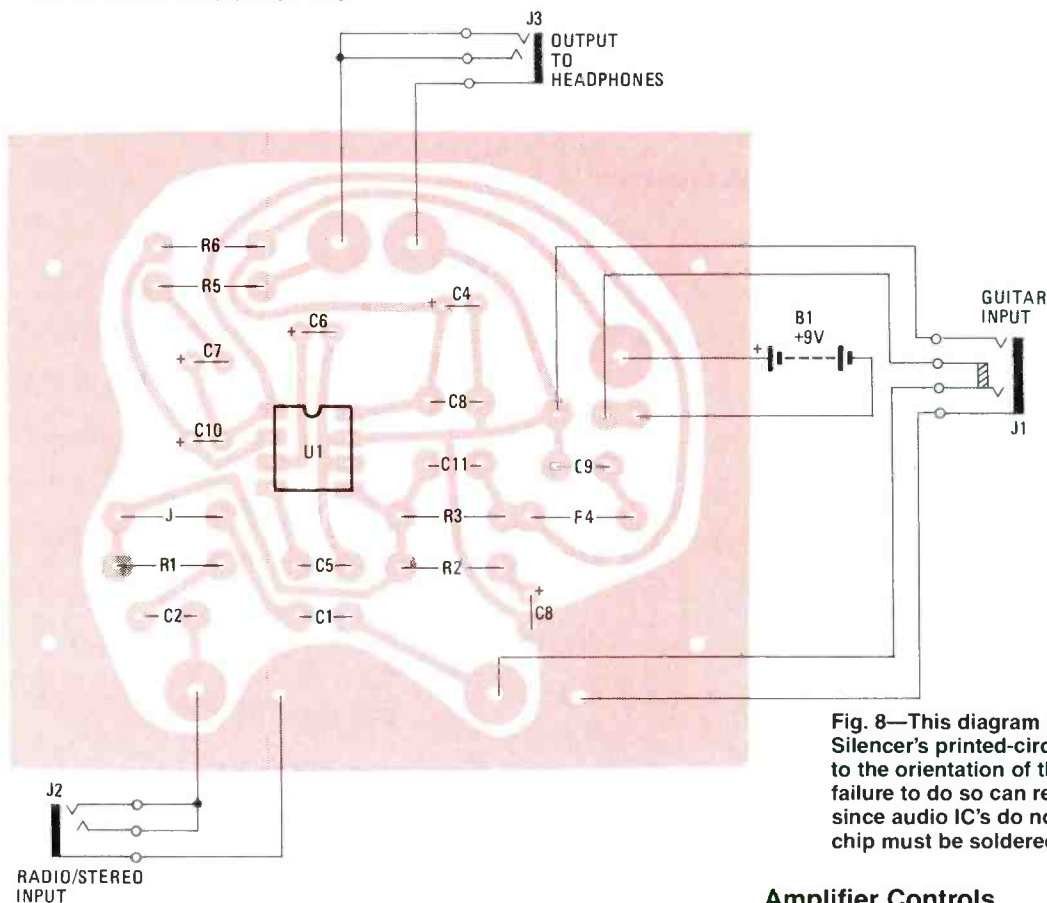 J3
OUTPUT
TO
HEADPHONES
R6
R5
C4
+
C6
+
C7
+
C8
C10
+
U1
C11
C9
J
R3
F4
R1
C5
R2
C2
C1
+
C8
B1
+9V
+
GUITAR
INPUT
J1
J2
RADIO/STEREO
INPUT
Fig. 8—This diagram
Silencer's printed-circ
to the orientation of th
failure to do so can re
since audio IC's do no
chip must be soldered
Amplifier Controls